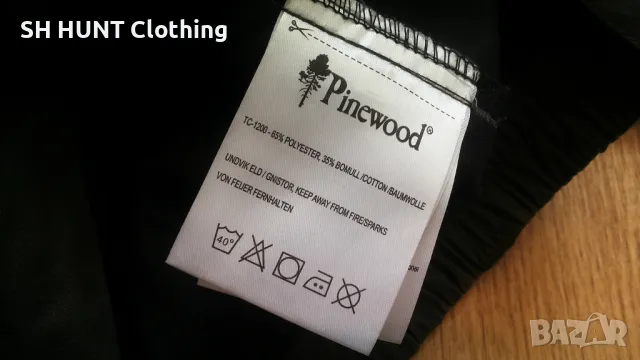 SH HUNT Clothing
Pinewood®
TC-1200 - 65% POLYESTER, 35% BOMULL /COTTON /BAUMWOLLE
UNDVIK ELD / GNISTOR, KEEP AWAY FROM FIRE/SPARKS
VON FEUER FERNHALTEN
40°
BAZAR